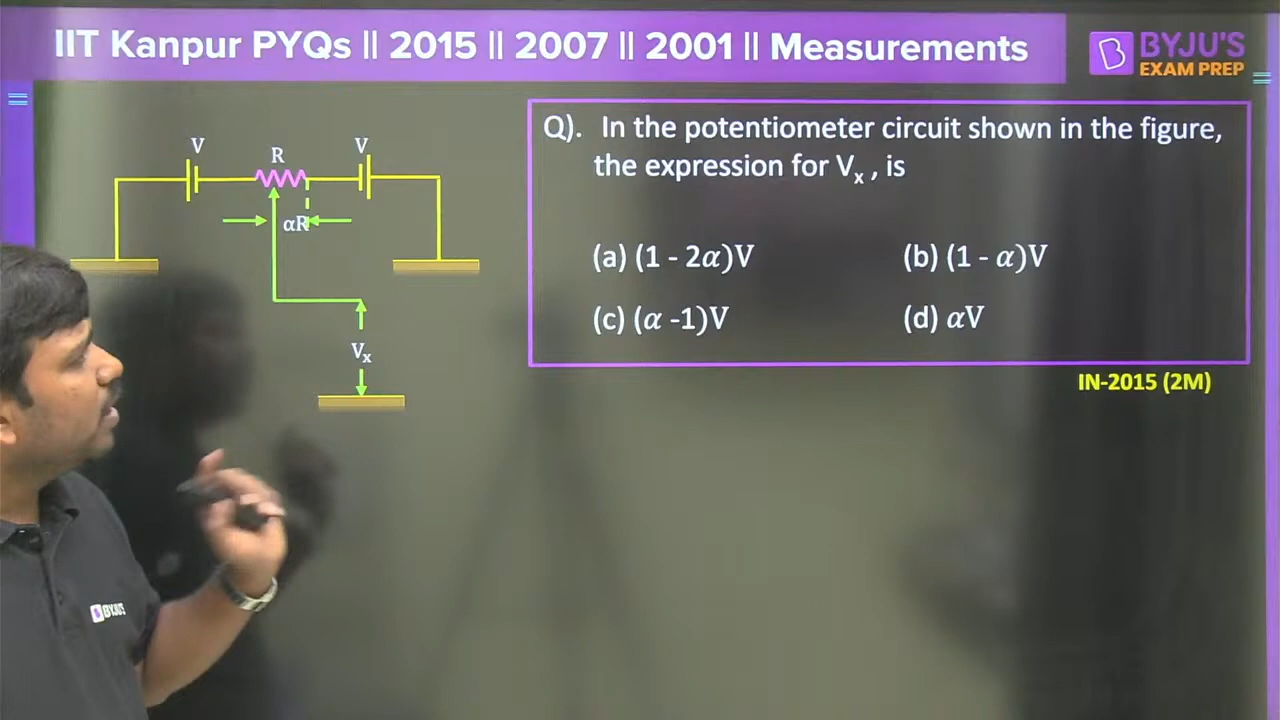 IIT Kanpur PYQs || 2015 || 2007 || 2001 || Measurements
BYJU'S
EXAM PREP
V
R
V
αR
Vₓ
Q). In the potentiometer circuit shown in the figure,
the expression for Vₓ , is
(a) (1 - 2α)V
(b) (1 - α)V
(c) (α -1)V
(d) αV
IN-2015 (2M)
BYJU'S